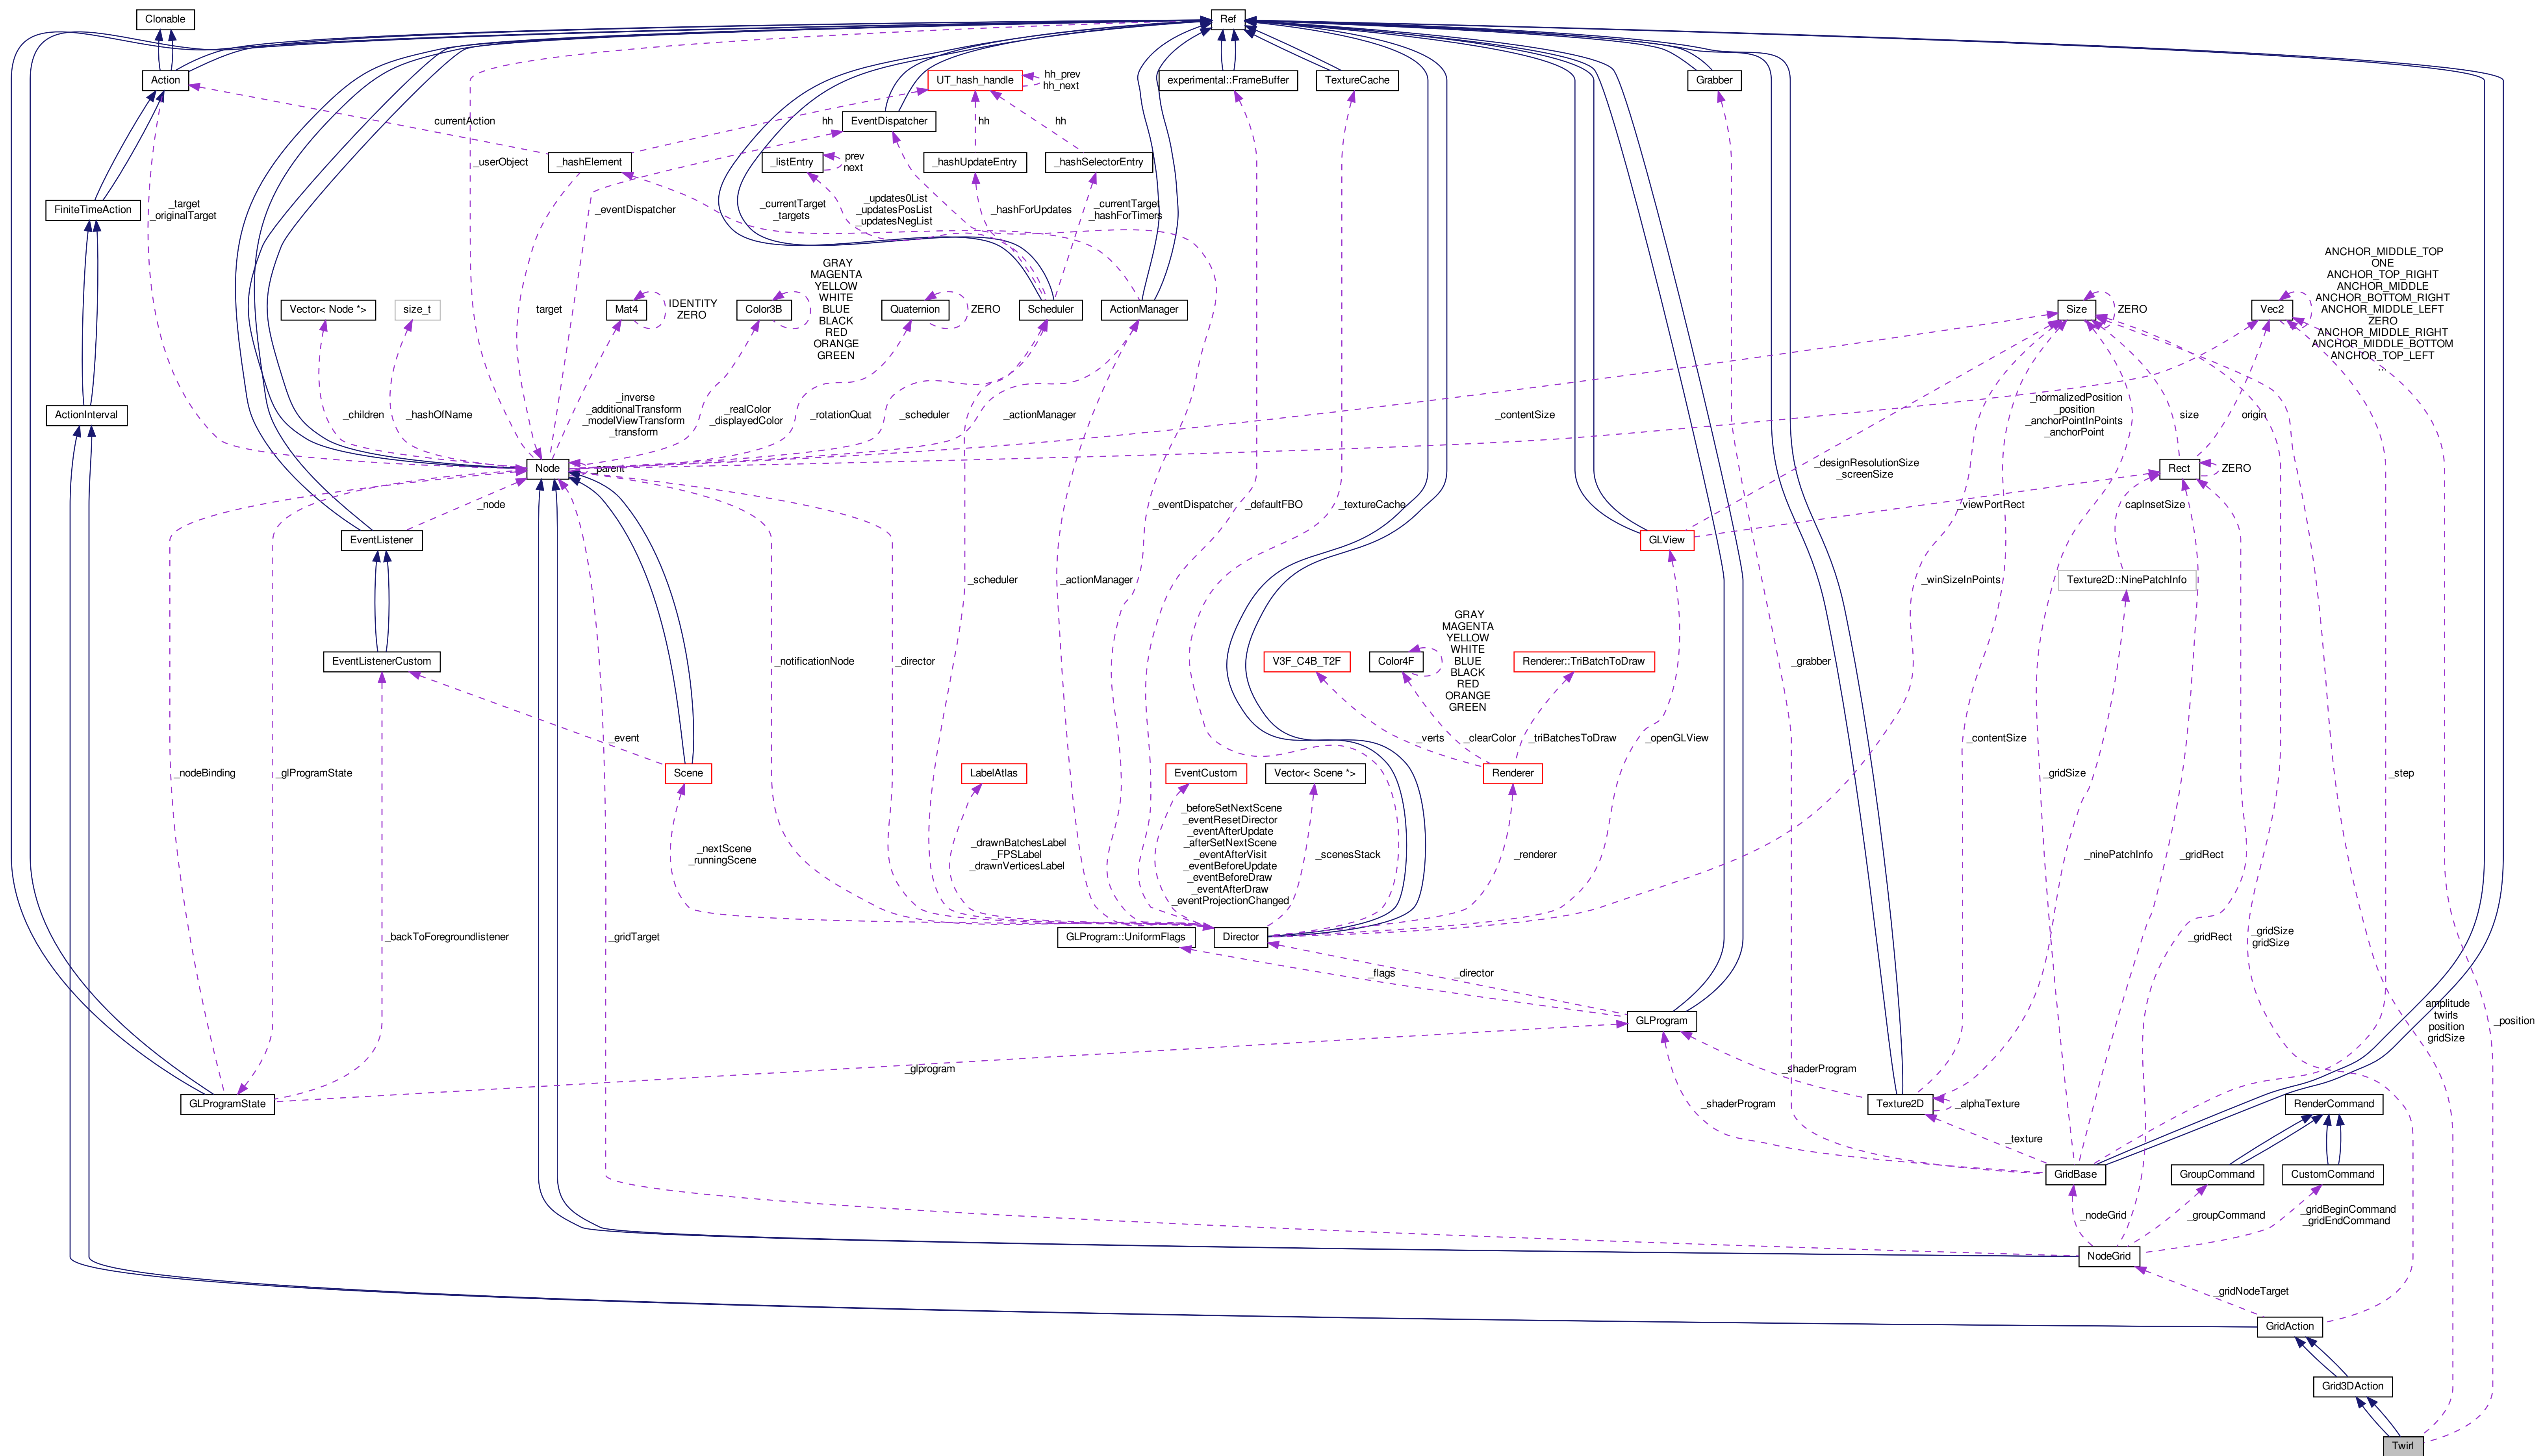 Clonable
Ref
Action
UT_hash_handle
hh_prev
hh_next
experimental::FrameBuffer
TextureCache
Grabber
currentAction
hh
EventDispatcher
hh
hh
_userObject
_hashElement
_listEntry
prev
next
_hashUpdateEntry
_hashSelectorEntry
FiniteTimeAction
_target
_originalTarget
_eventDispatcher
_currentTarget
_targets
_updates0List
_updatesPosList
_updatesNegList
_hashForUpdates
_currentTarget
_hashForTimers
Vector< Node *>
size_t
target
Mat4
IDENTITY
ZERO
Color3B
GRAY
MAGENTA
YELLOW
WHITE
BLUE
BLACK
RED
ORANGE
GREEN
Quaternion
ZERO
Scheduler
ActionManager
Size
ZERO
Vec2
ANCHOR_MIDDLE_TOP
ONE
ANCHOR_TOP_RIGHT
ANCHOR_MIDDLE
ANCHOR_BOTTOM_RIGHT
ANCHOR_MIDDLE_LEFT
ZERO
ANCHOR_MIDDLE_RIGHT
ANCHOR_MIDDLE_BOTTOM
ANCHOR_TOP_LEFT
...
ActionInterval
_children
_hashOfName
_inverse
_additionalTransform
_modelViewTransform
_transform
_realColor
_displayedColor
_rotationQuat
_scheduler
_actionManager
_contentSize
_normalizedPosition
_position
_anchorPointInPoints
_anchorPoint
size
origin
Node
_parent
_designResolutionSize
_screenSize
Rect
ZERO
_node
_eventDispatcher
_defaultFBO
_textureCache
_viewPortRect
capInsetSize
EventListener
GLView
_scheduler
_actionManager
_winSizeInPoints
Texture2D::NinePatchInfo
EventListenerCustom
_notificationNode
_director
V3F_C4B_T2F
Color4F
GRAY
MAGENTA
YELLOW
WHITE
BLUE
BLACK
RED
ORANGE
GREEN
Renderer::TriBatchToDraw
_grabber
_event
_verts
_clearColor
_triBatchesToDraw
_openGLView
_contentSize
_nodeBinding
_glProgramState
Scene
LabelAtlas
EventCustom
Vector< Scene *>
Renderer
_gridSize
_step
_nextScene
_runningScene
_drawnBatchesLabel
_FPSLabel
_drawnVerticesLabel
_beforeSetNextScene
_eventResetDirector
_eventAfterUpdate
_afterSetNextScene
_eventAfterVisit
_eventBeforeUpdate
_eventBeforeDraw
_eventAfterDraw
_eventProjectionChanged
_scenesStack
_renderer
_ninePatchInfo
_gridRect
_backToForegroundlistener
_gridTarget
GLProgram::UniformFlags
Director
_gridRect
_gridSize
gridSize
_flags
_director
GLProgram
amplitude
twirls
position
gridSize
_position
_glprogram
_shaderProgram
GLProgramState
_shaderProgram
Texture2D
_alphaTexture
RenderCommand
_texture
GridBase
GroupCommand
CustomCommand
_nodeGrid
_groupCommand
_gridBeginCommand
_gridEndCommand
NodeGrid
_gridNodeTarget
GridAction
Grid3DAction
Twirl